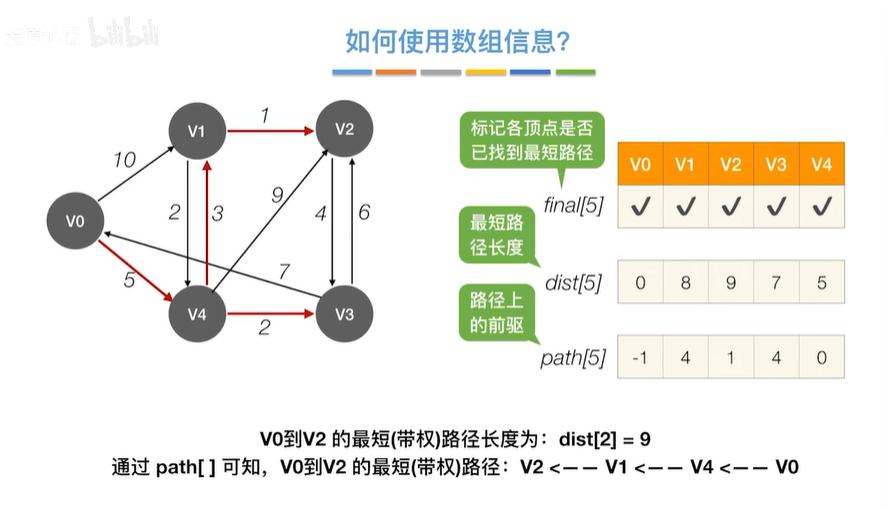 bilibili
如何使用数组信息?
V1
1
V2
10
V0
2
3
9
4
6
7
5
V4
2
V3
标记各顶点是否
已找到最短路径
V0 V1 V2 V3 V4
final[5] ✓ ✓ ✓ ✓ ✓
最短路
径长度
dist[5] 0 8 9 7 5
路径上
的前驱
path[5] -1 4 1 4 0
V0到V2 的最短(带权)路径长度为：dist[2] = 9
通过 path[ ] 可知，V0到V2 的最短(带权)路径：V2 <—— V1 <—— V4 <—— V0